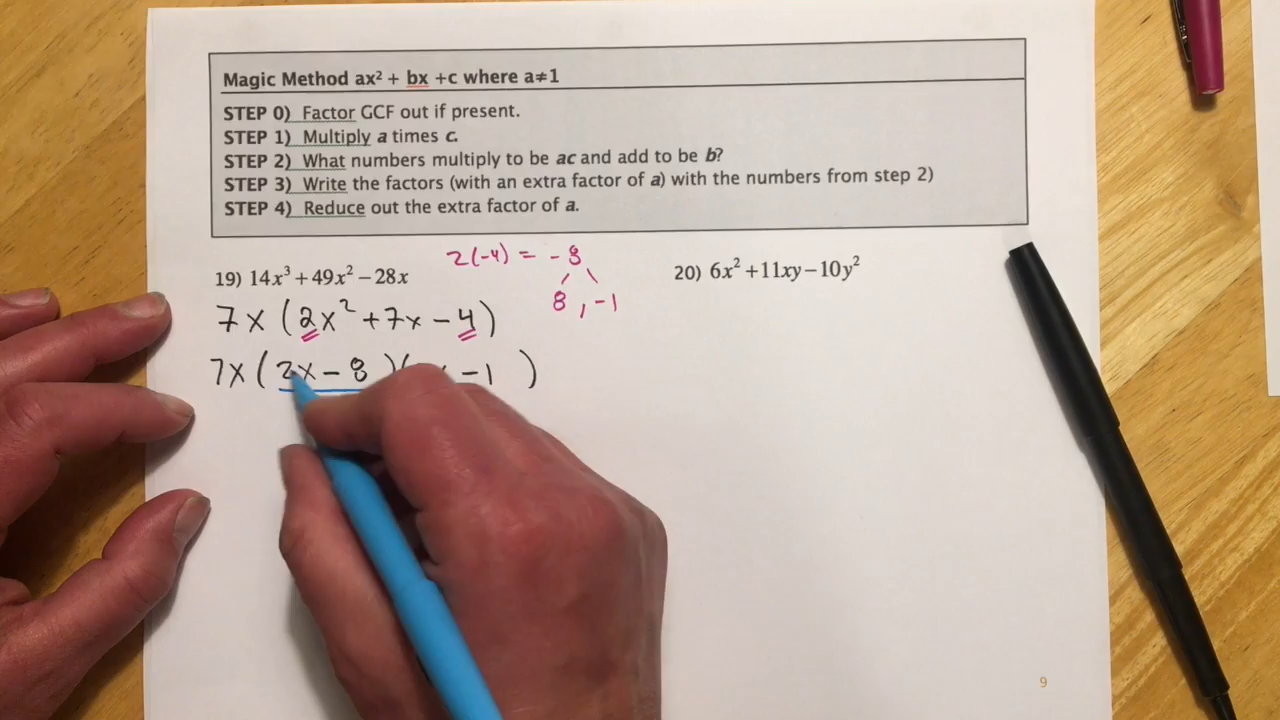 Magic Method ax² + bx +c where a≠1
STEP 0) Factor GCF out if present.
STEP 1) Multiply a times c.
STEP 2) What numbers multiply to be ac and add to be b?
STEP 3) Write the factors (with an extra factor of a) with the numbers from step 2)
STEP 4) Reduce out the extra factor of a.
2(-4) = -8
8, -1
19) 14x³ + 49x² − 28x
7x (2x² + 7x − 4)
7x (2x − 8)( − 1 )
20) 6x² + 11xy − 10y²
9